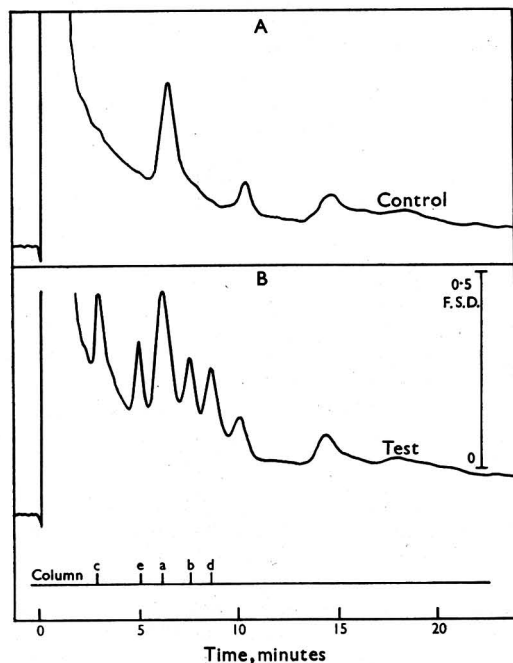 A
Control
B
0·5
F. S.D.
0
Test
Column c e a b d
0 5 10 15 20
Time, minutes